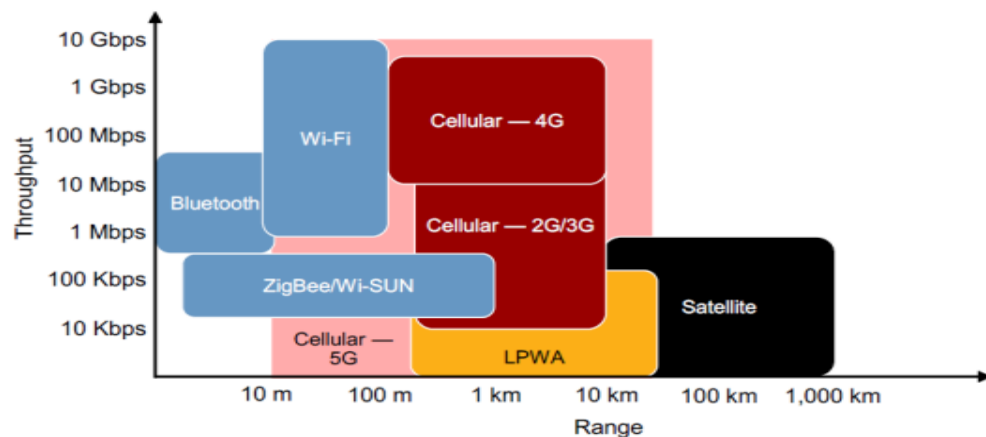 10 Gbps
1 Gbps
100 Mbps
10 Mbps
1 Mbps
100 Kbps
10 Kbps
Throughput
Wi-Fi
Cellular — 4G
Bluetooth
Cellular — 2G/3G
ZigBee/Wi-SUN
Satellite
Cellular —
5G
LPWA
10 m
100 m
1 km
10 km
100 km
1,000 km
Range